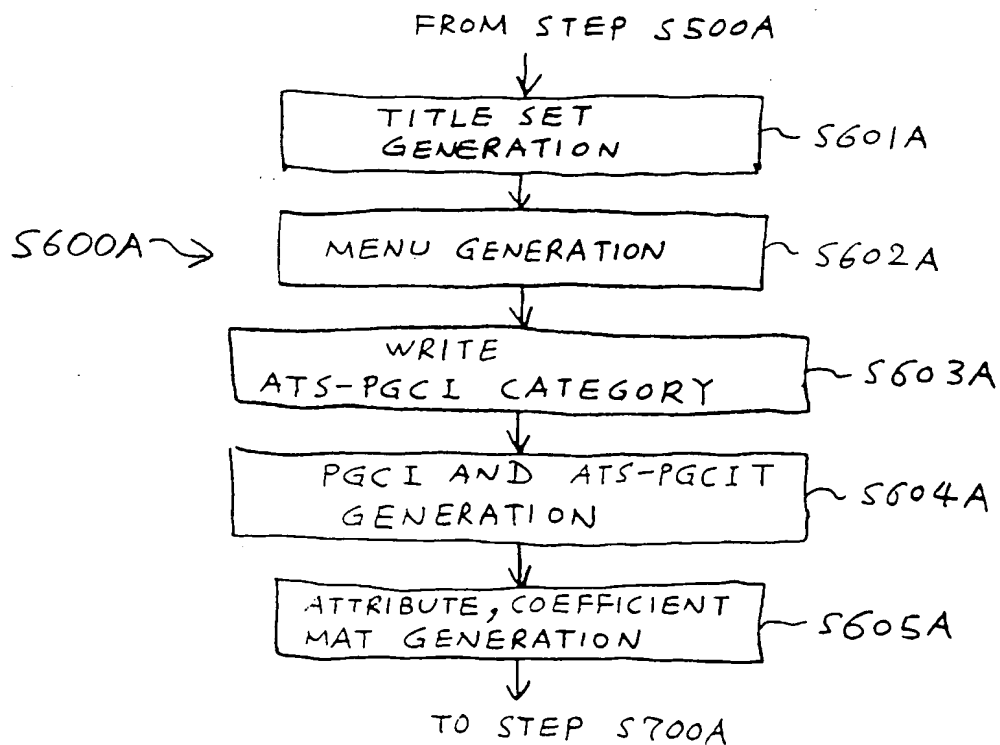 FROM STEP S500A
TITLE SET
GENERATION
S601A
S600A
MENU GENERATION
S602A
WRITE
ATS-PGCI CATEGORY
S603A
PGCI AND ATS-PGCIT
GENERATION
S604A
ATTRIBUTE, COEFFICIENT
MAT GENERATION
S605A
TO STEP S700A